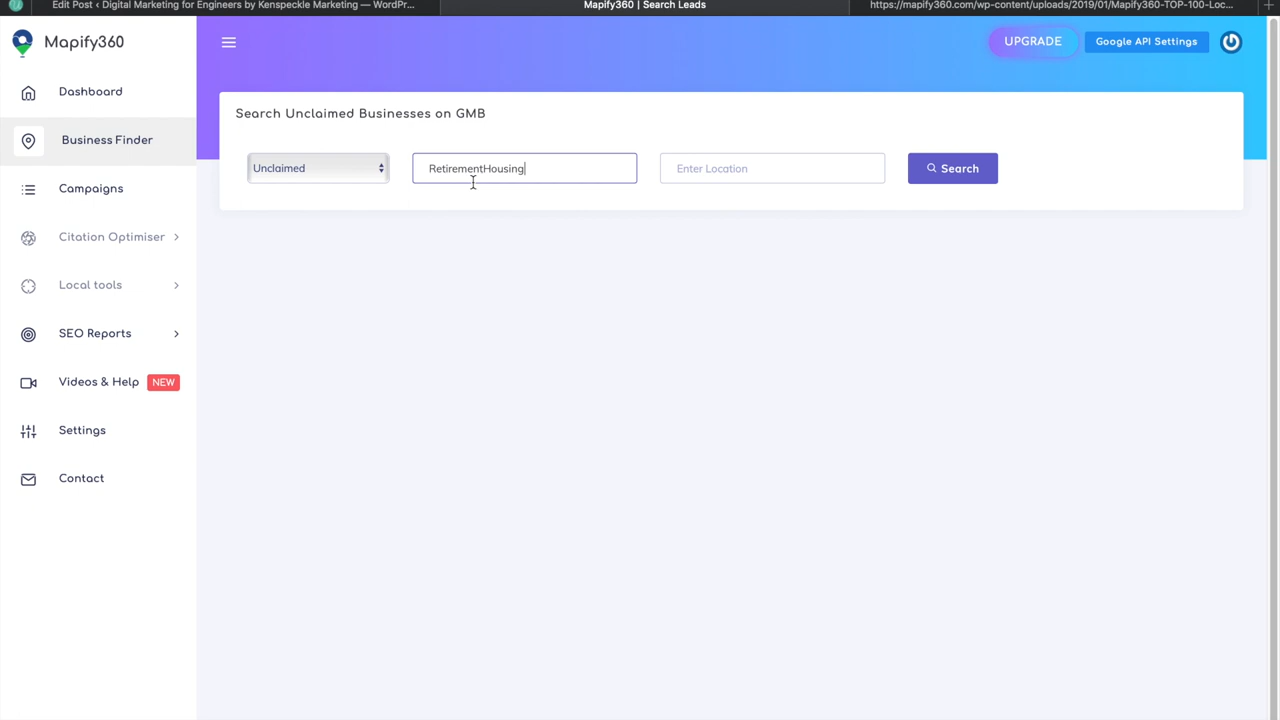 Edit Post ‹ Digital Marketing for Engineers by Kenspeckle Marketing — WordPr...
Mapify360 | Search Leads
https://mapify360.com/wp-content/uploads/2019/01/Mapify360-TOP-100-Loc...
Mapify360
UPGRADE
Google API Settings
Dashboard
Search Unclaimed Businesses on GMB
Business Finder
Unclaimed
RetirementHousing
Enter Location
Search
Campaigns
Citation Optimiser
Local tools
SEO Reports
Videos & Help NEW
Settings
Contact